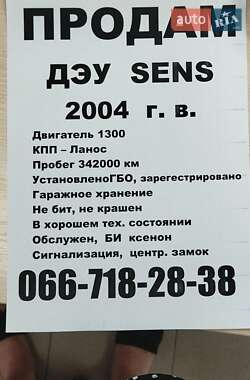 ПРОДАМ
AUTO RIA
ДЭУ SENS
2004 г. в.
Двигатель 1300
КПП – Ланос
Пробег 342000 км
УстановленоГБО, зарегестрировано
Гаражное хранение
Не бит, не крашен
В хорошем тех. состоянии
Обслужен, БИ ксенон
Сигнализация, центр. замок
066-718-28-38